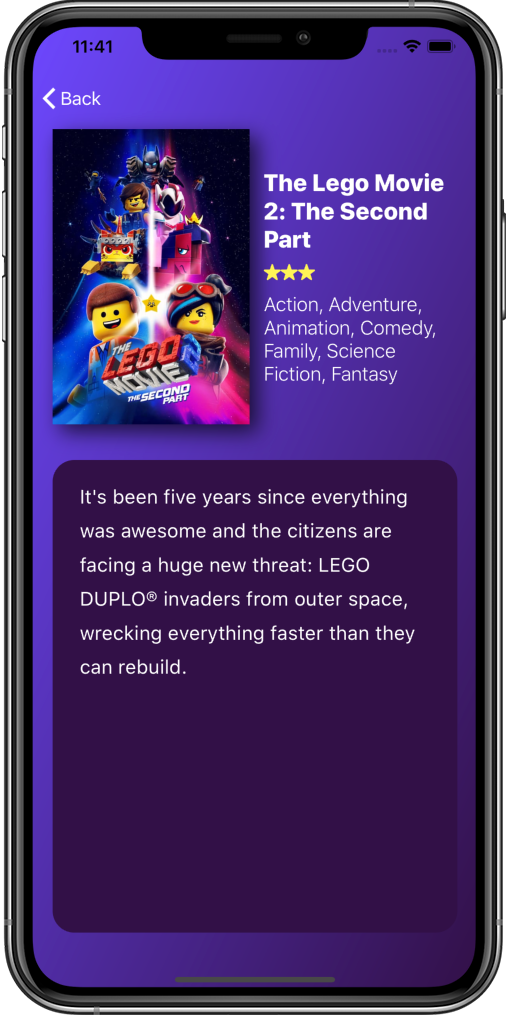 11:41
Back
The Lego Movie
2: The Second
Part
Action, Adventure,
Animation, Comedy,
Family, Science
Fiction, Fantasy
THE
LEGO
MOVIE 2
THE SECOND
PART
It's been five years since everything
was awesome and the citizens are
facing a huge new threat: LEGO
DUPLO® invaders from outer space,
wrecking everything faster than they
can rebuild.